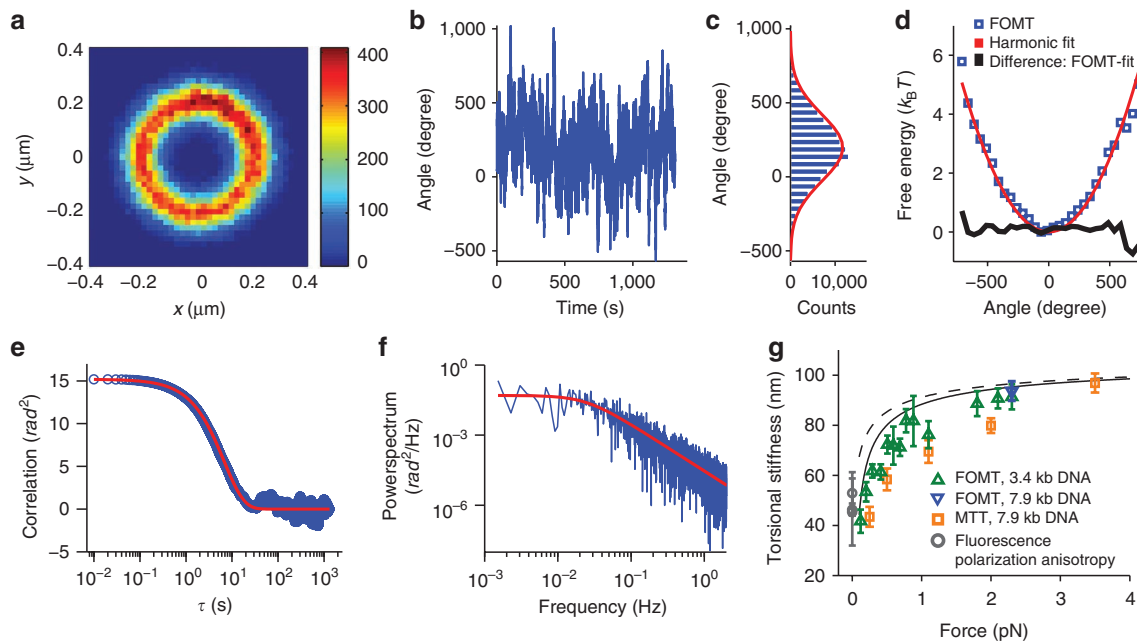 a
0.4
0.2
0
−0.2
−0.4
y (μm)
−0.4 −0.2 0 0.2 0.4
x (μm)
400
300
200
100
0
b
1,000
500
0
−500
Angle (degree)
0 500 1,000
Time (s)
c
1,000
500
0
−500
Angle (degree)
0 10,000
Counts
d
FOMT
Harmonic fit
Difference: FOMT-fit
6
4
2
0
Free energy (k_B T)
−500 0 500
Angle (degree)
e
15
10
5
0
−5
Correlation (rad²)
10⁻² 10⁻¹ 10⁰ 10¹ 10² 10³
τ (s)
f
10⁰
10⁻³
10⁻⁶
Powerspectrum
(rad²/Hz)
10⁻³ 10⁻² 10⁻¹ 10⁰
Frequency (Hz)
g
100
80
60
40
20
Torsional stiffness (nm)
FOMT, 3.4 kb DNA
FOMT, 7.9 kb DNA
MTT, 7.9 kb DNA
Fluorescence
polarization anisotropy
0 1 2 3 4
Force (pN)